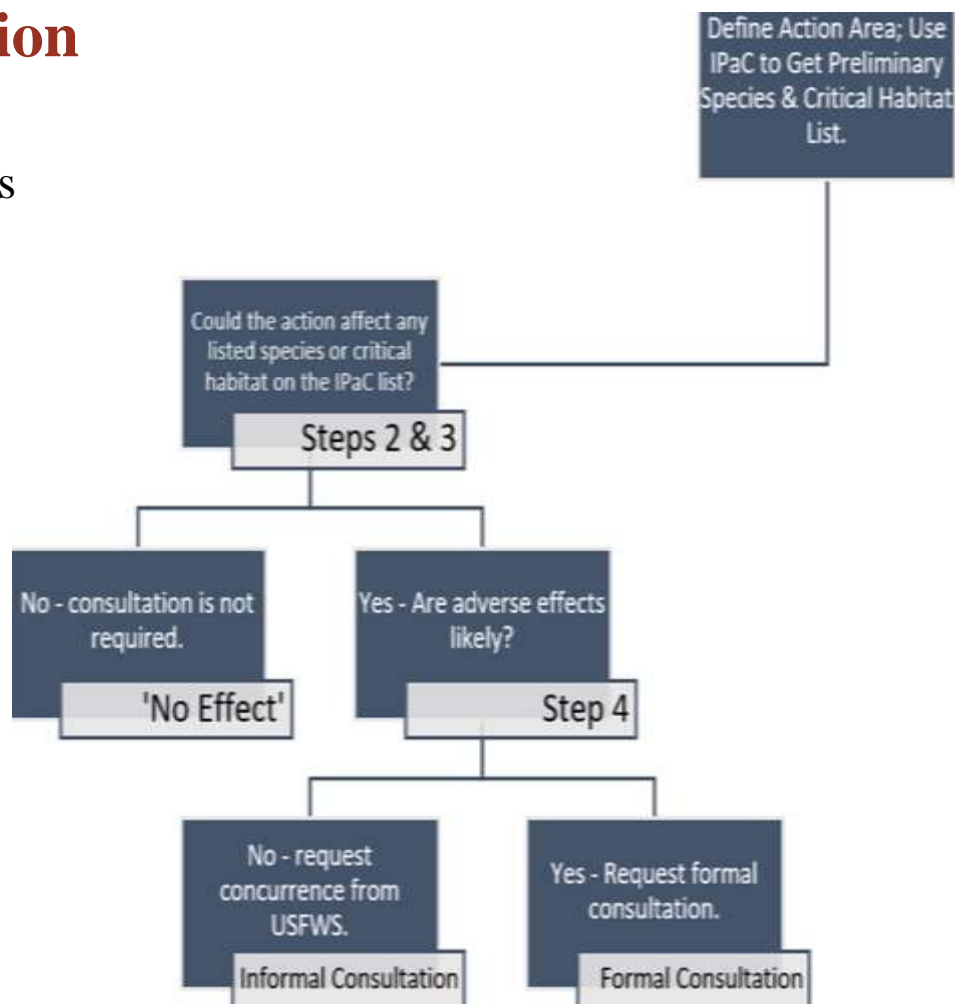 ion
s
Define Action Area; Use
IPaC to Get Preliminary
Species & Critical Habitat
List.
Could the action affect any
listed species or critical
habitat on the IPaC list?
Steps 2 & 3
No - consultation is not
required.
'No Effect'
Yes - Are adverse effects
likely?
Step 4
No - request
concurrence from
USFWS.
Informal Consultation
Yes - Request formal
consultation.
Formal Consultation